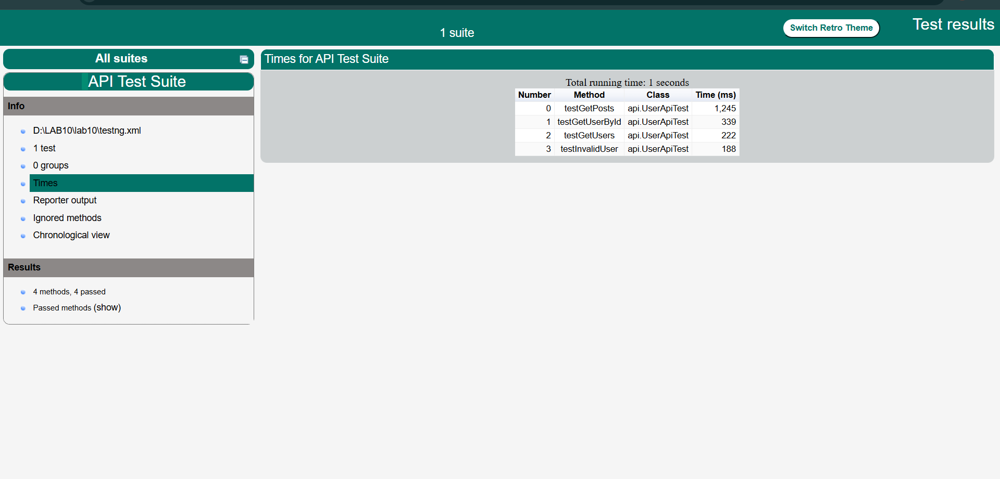 1 suite
Switch Retro Theme
Test results
All suites
API Test Suite
Info
D:\LAB10\lab10\testng.xml
1 test
0 groups
Times
Reporter output
Ignored methods
Chronological view
Results
4 methods, 4 passed
Passed methods (show)
Times for API Test Suite
Total running time: 1 seconds
Number Method Class Time (ms)
0 testGetPosts api.UserApiTest 1,245
1 testGetUserById api.UserApiTest 339
2 testGetUsers api.UserApiTest 222
3 testInvalidUser api.UserApiTest 188